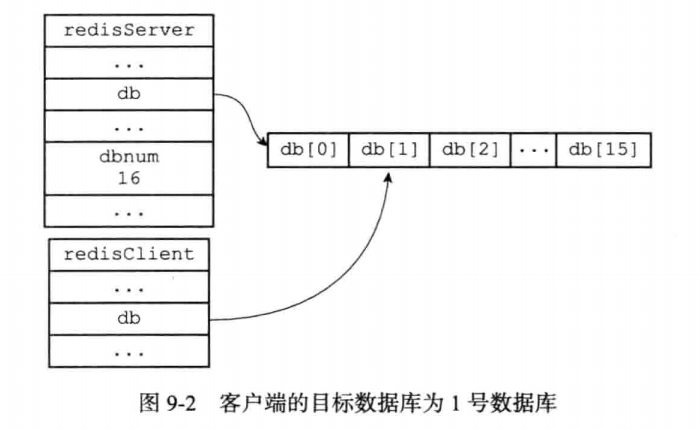 redisServer
...
db
...
dbnum
16
...
db[0] db[1] db[2] ... db[15]
redisClient
...
db
...
图 9-2 客户端的目标数据库为 1 号数据库